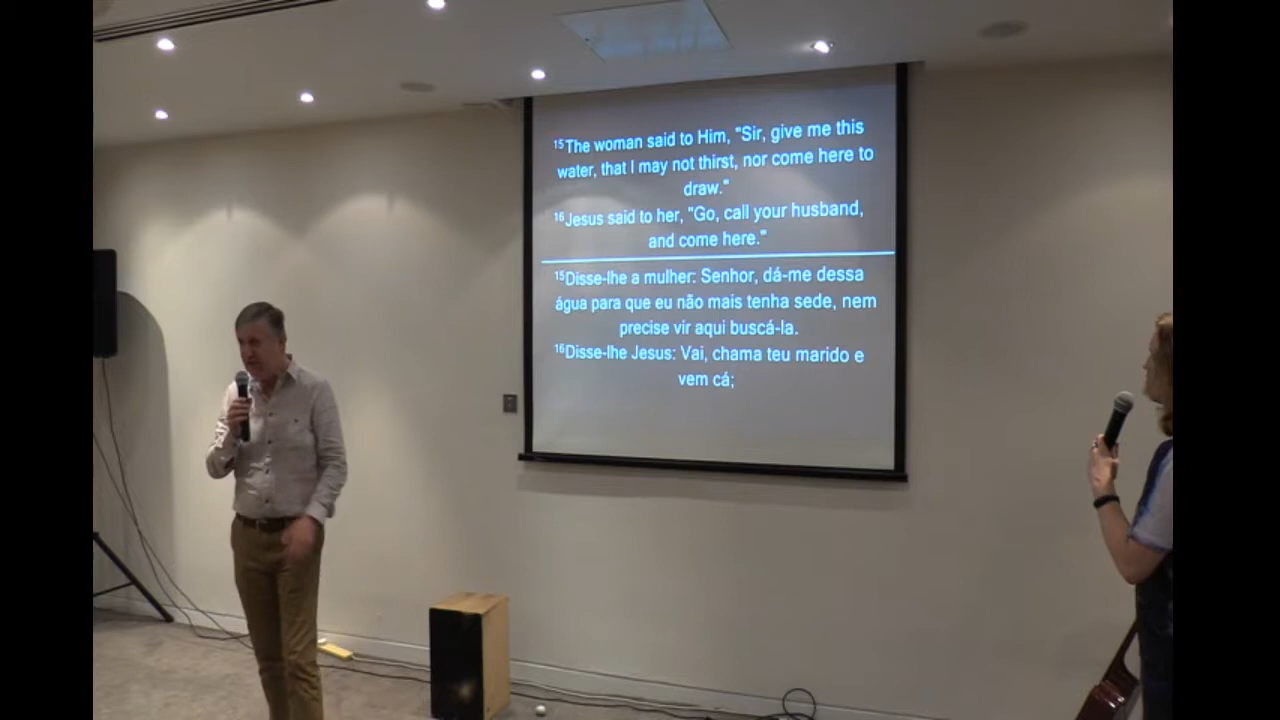 15The woman said to Him, "Sir, give me this
water, that I may not thirst, nor come here to
draw."
16Jesus said to her, "Go, call your husband,
and come here."
15Disse-lhe a mulher: Senhor, dá-me dessa
água para que eu não mais tenha sede, nem
precise vir aqui buscá-la.
16Disse-lhe Jesus: Vai, chama teu marido e
vem cá;